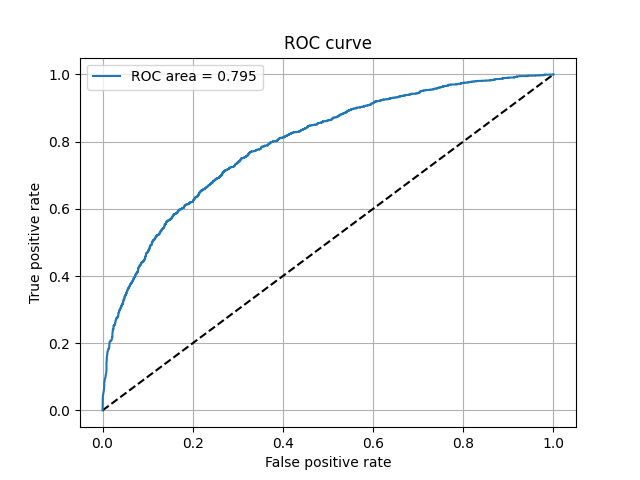 ROC curve
ROC area = 0.795
True positive rate
1.0
0.8
0.6
0.4
0.2
0.0
0.0 0.2 0.4 0.6 0.8 1.0
False positive rate